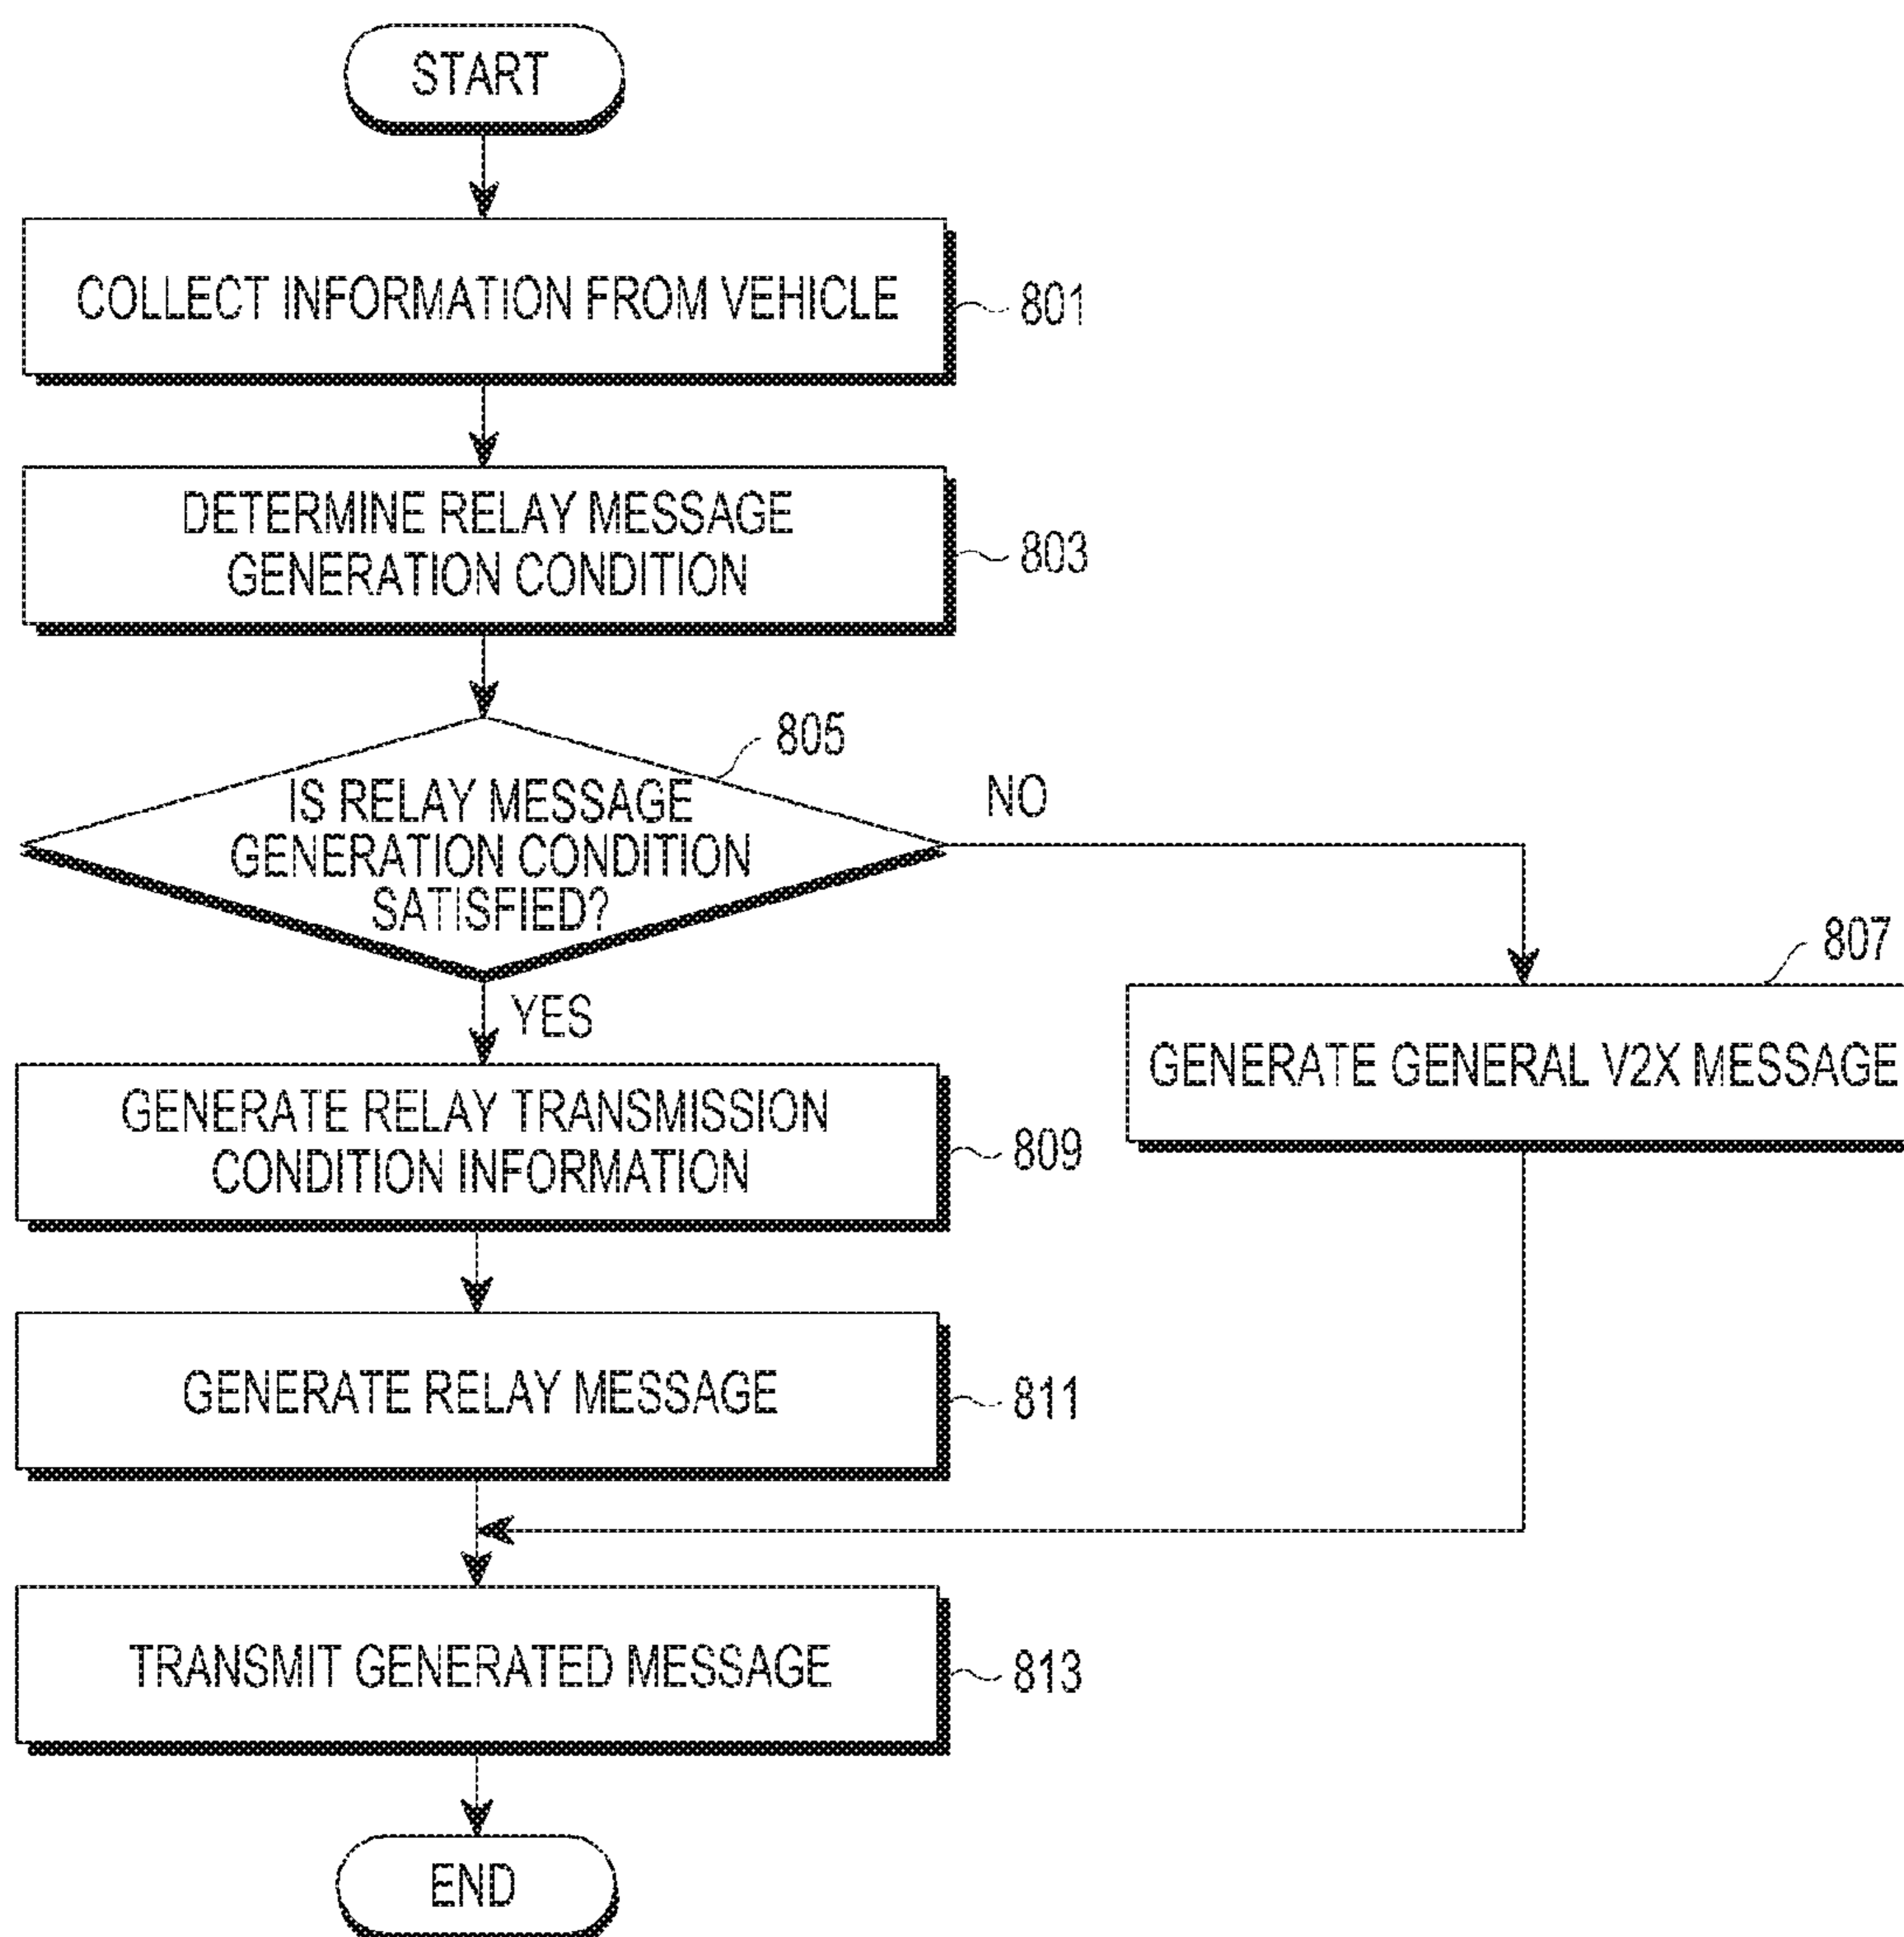 START
COLLECT INFORMATION FROM VEHICLE
801
DETERMINE RELAY MESSAGE
GENERATION CONDITION
803
805
IS RELAY MESSAGE
GENERATION CONDITION
SATISFIED?
NO
YES
807
GENERATE GENERAL V2X MESSAGE
GENERATE RELAY TRANSMISSION
CONDITION INFORMATION
809
GENERATE RELAY MESSAGE
811
TRANSMIT GENERATED MESSAGE
813
END